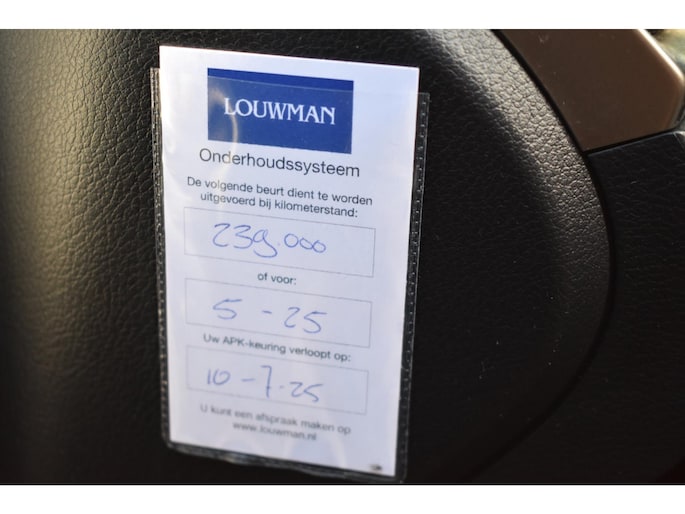 LOUWMAN
Onderhoudssysteem
De volgende beurt dient te worden
uitgevoerd bij kilometerstand:
239.000
of voor:
5 - 25
Uw APK-keuring verloopt op:
10 - 7.25
U kunt een afspraak maken op
www.louwman.nl